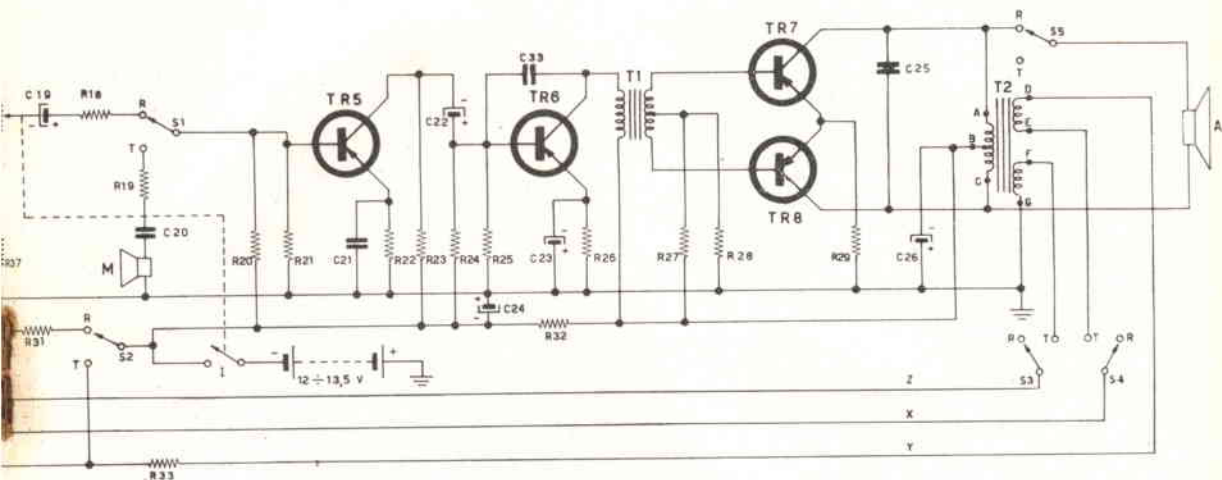 R
TR7
S5
C33
C25
T1
T2
T
C19
R18
TR5
TR6
D
R
S1
C22
A
E
A
B
F
T
C
R19
TR8
G
C20
R37
M
R20
R21
C21
R22
R23
R24
R25
C23
R26
R27
R28
R29
C26
C24
R
R32
R31
S2
R
T
T
R
T
I
12 ÷ 13,5 V
Z
S3
S4
X
Y
R33